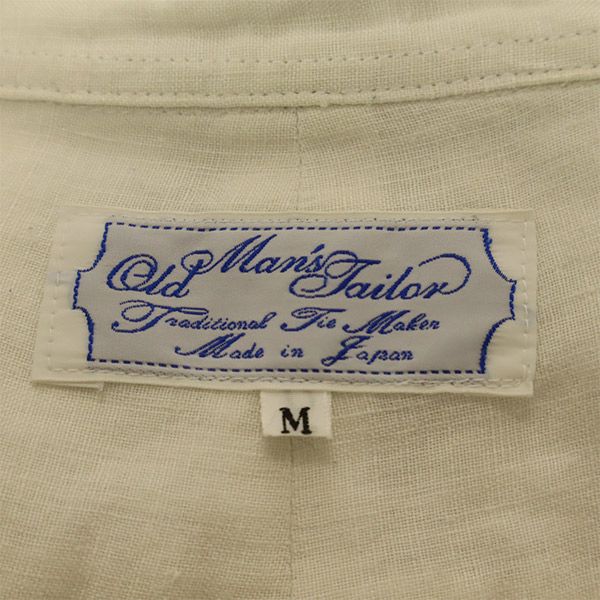 Old Man's Tailor
Traditional Tie Maker
Made in Japan
M